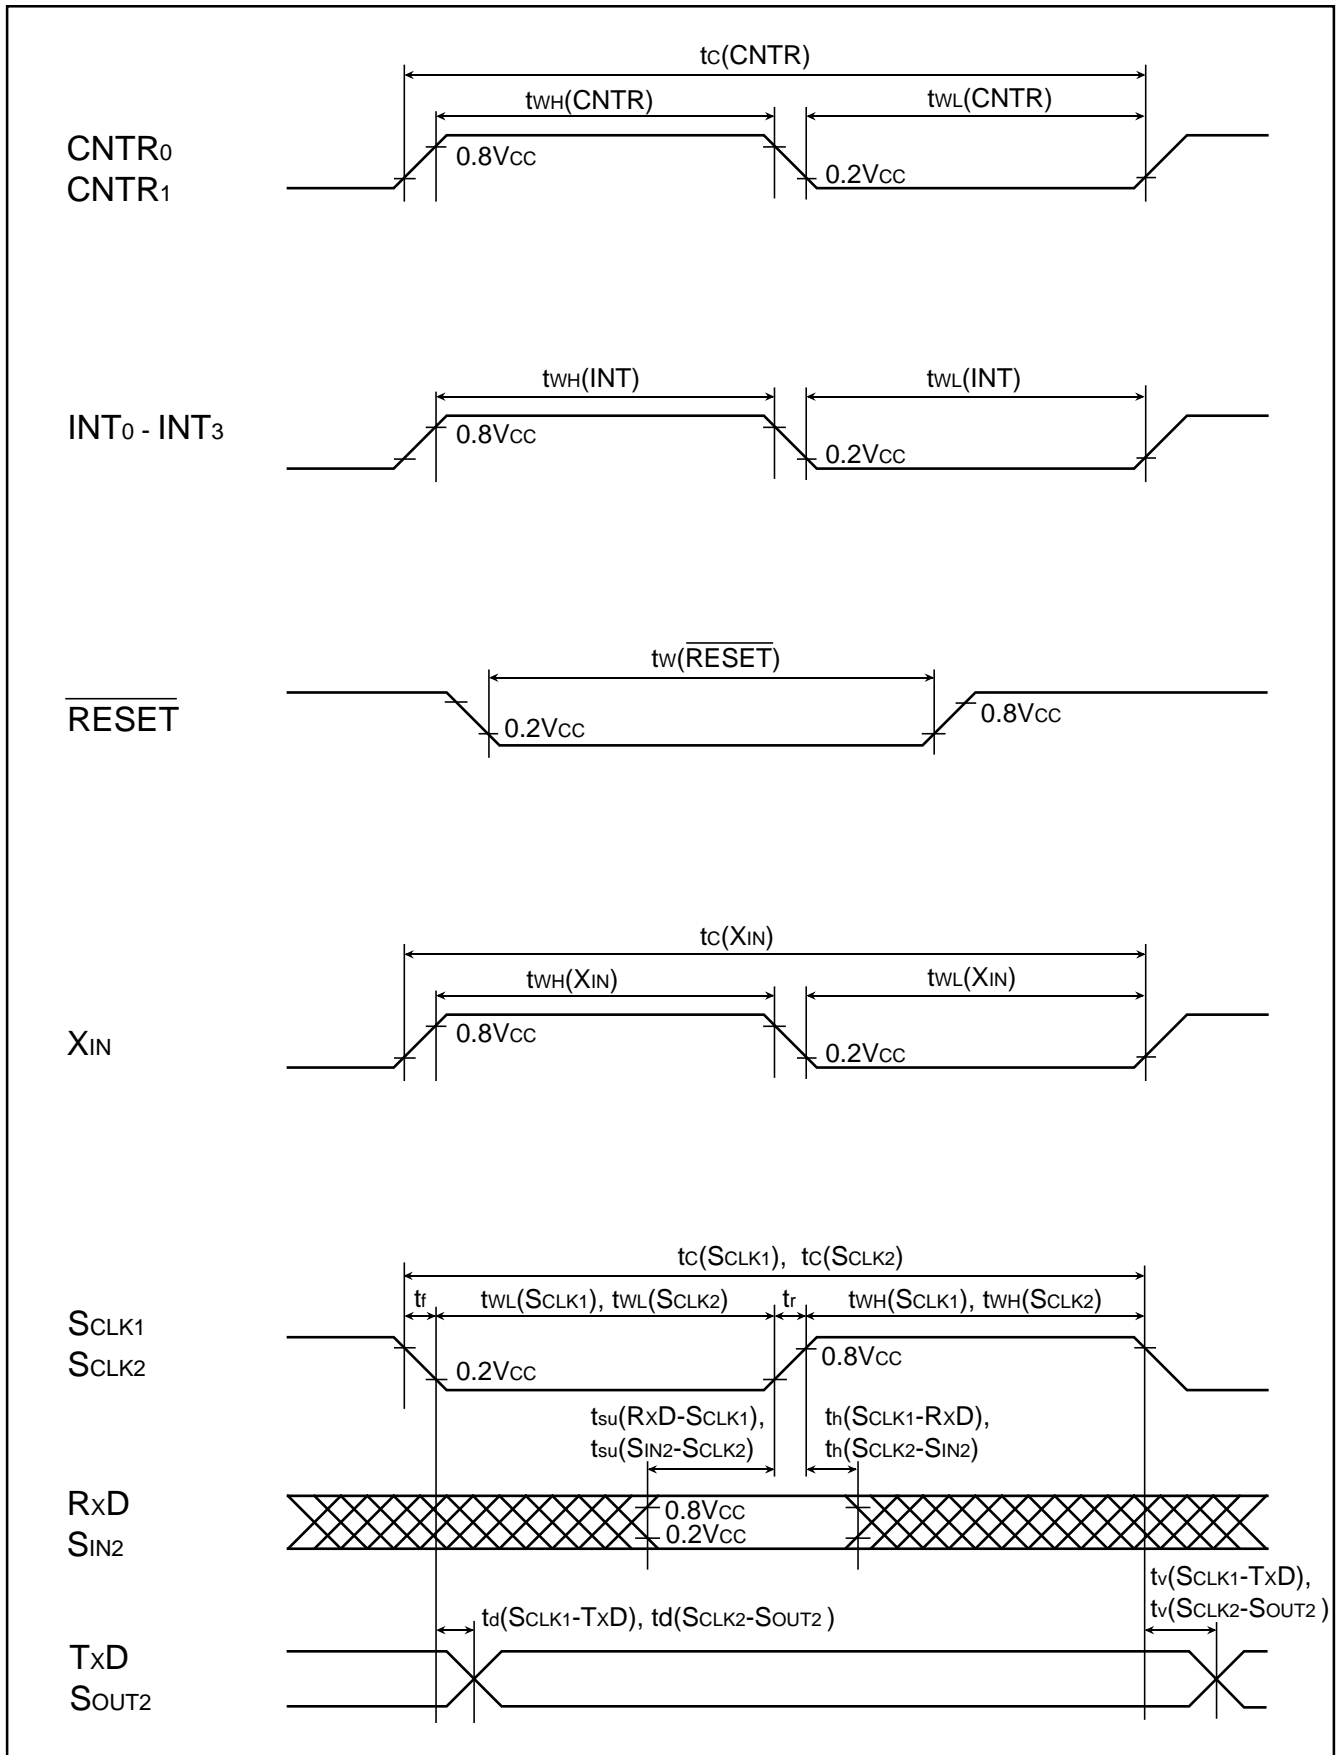 tC(CNTR)
tWH(CNTR)
tWL(CNTR)
CNTR0
CNTR1
0.8VCC
0.2VCC
tWH(INT)
tWL(INT)
INT0 - INT3
0.8VCC
0.2VCC
tW(RESET)
RESET
0.2VCC
0.8VCC
tC(XIN)
tWH(XIN)
tWL(XIN)
XIN
0.8VCC
0.2VCC
tC(SCLK1), tC(SCLK2)
tf
tWL(SCLK1), tWL(SCLK2)
tr
tWH(SCLK1), tWH(SCLK2)
SCLK1
SCLK2
0.2VCC
0.8VCC
tsu(RXD-SCLK1),
tsu(SIN2-SCLK2)
th(SCLK1-RXD),
th(SCLK2-SIN2)
RXD
SIN2
0.8VCC
0.2VCC
tv(SCLK1-TXD),
tv(SCLK2-SOUT2)
td(SCLK1-TXD), td(SCLK2-SOUT2)
TXD
SOUT2